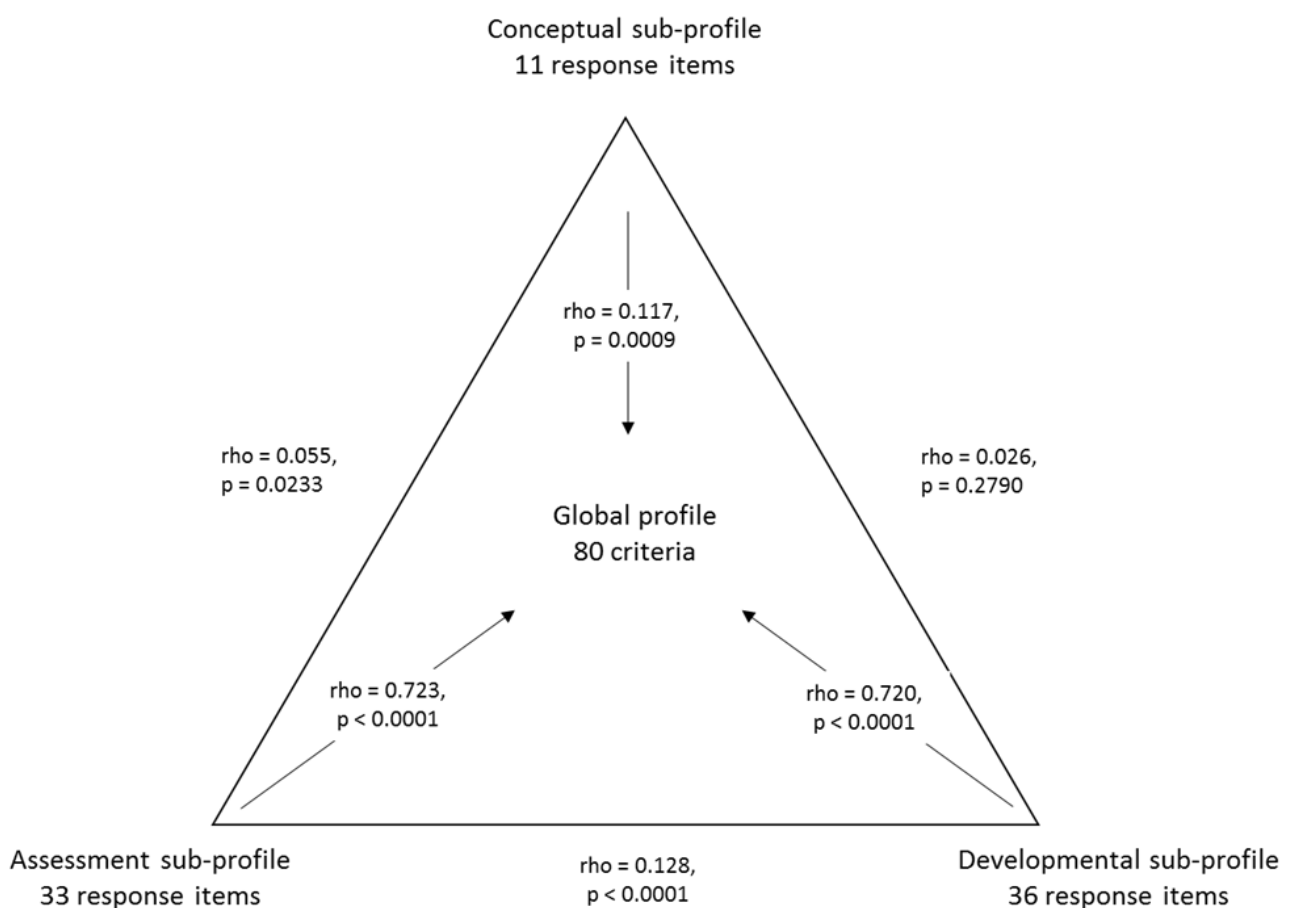 Conceptual sub-profile
11 response items
rho = 0.117,
p = 0.0009
rho = 0.055,
p = 0.0233
rho = 0.026,
p = 0.2790
Global profile
80 criteria
rho = 0.723,
p < 0.0001
rho = 0.720,
p < 0.0001
Assessment sub-profile
33 response items
rho = 0.128,
p < 0.0001
Developmental sub-profile
36 response items